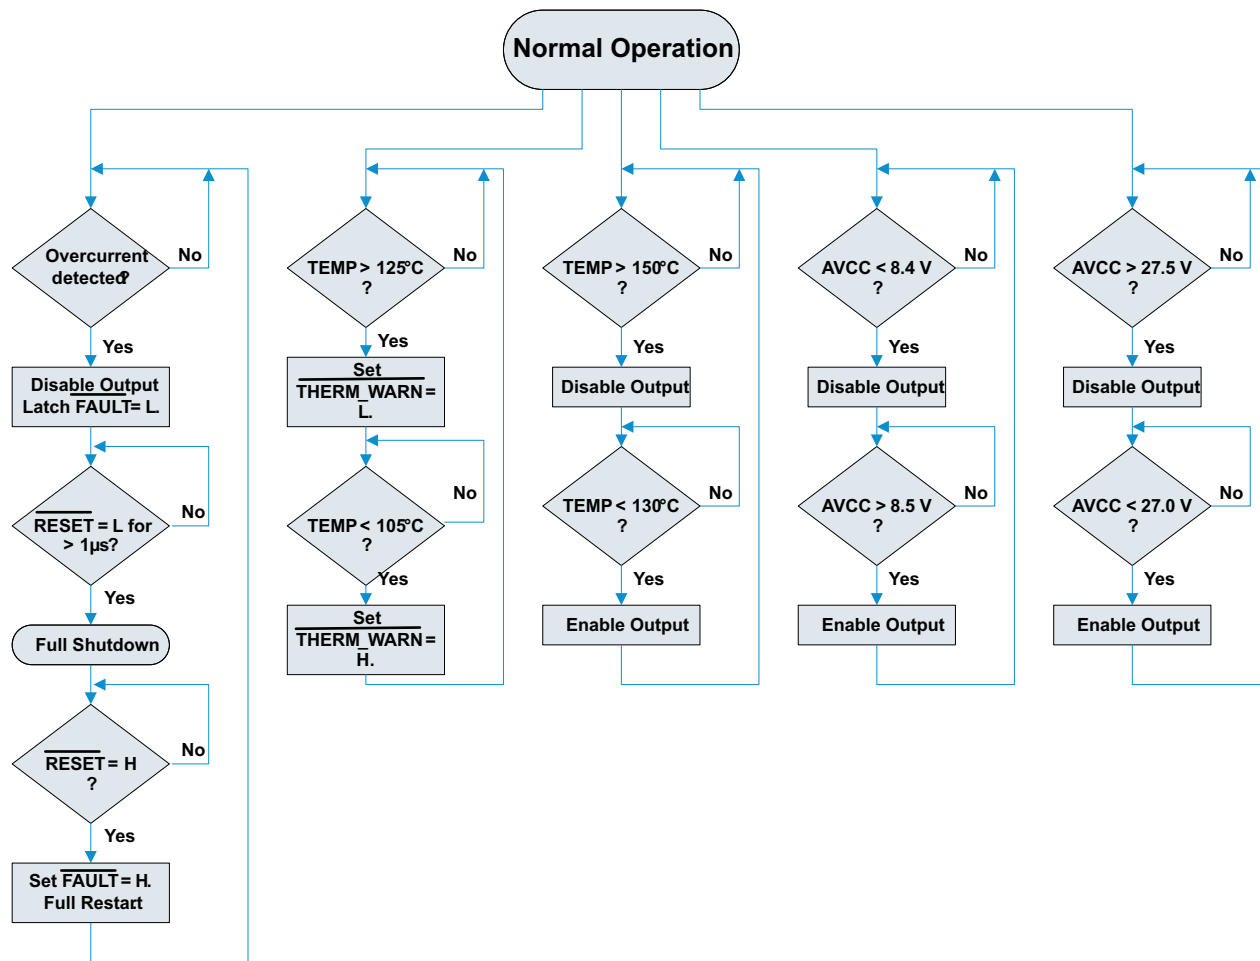 Normal Operation
Overcurrent
detected?
No
Yes
Disable Output
Latch FAULT = L.
RESET = L for
> 1µs?
No
Yes
Full Shutdown
RESET = H
?
No
Yes
Set FAULT = H.
Full Restart
TEMP > 125°C
?
No
Yes
Set
THERM_WARN =
L.
TEMP < 105°C
?
No
Yes
Set
THERM_WARN =
H.
TEMP > 150°C
?
No
Yes
Disable Output
TEMP < 130°C
?
No
Yes
Enable Output
AVCC < 8.4 V
?
No
Yes
Disable Output
AVCC > 8.5 V
?
No
Yes
Enable Output
AVCC > 27.5 V
?
No
Yes
Disable Output
AVCC < 27.0 V
?
No
Yes
Enable Output